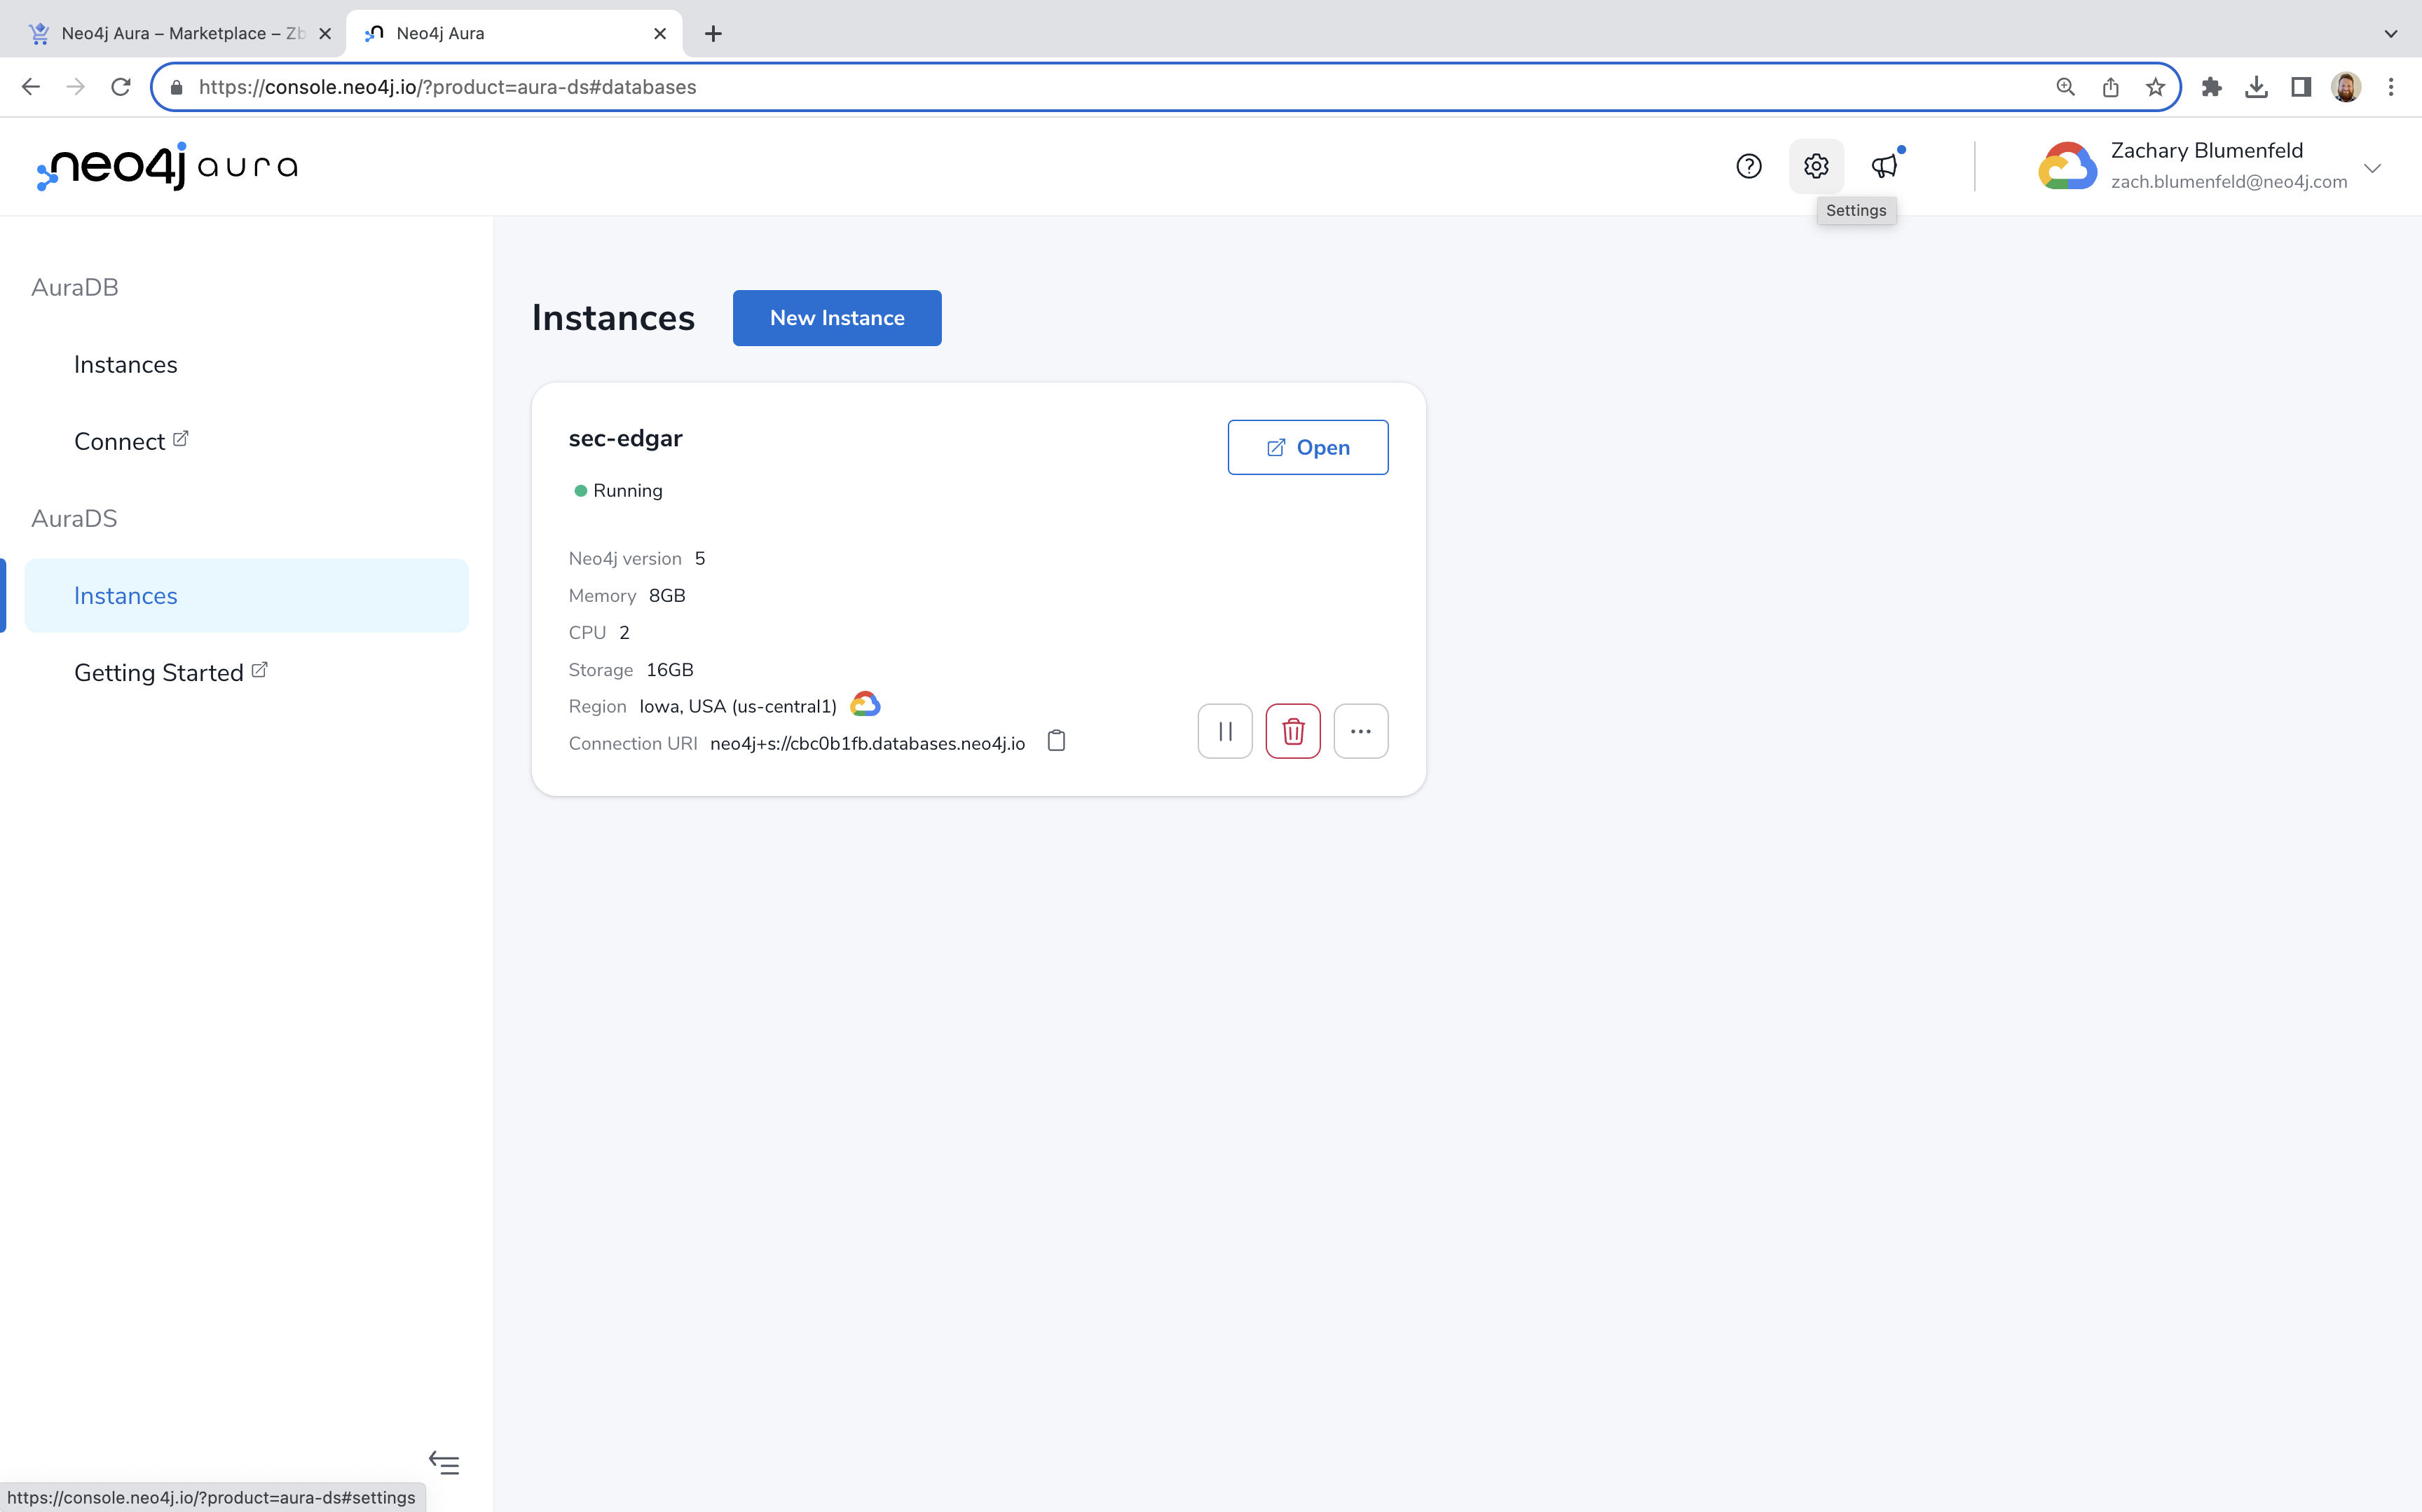 Neo4j Aura – Marketplace – Zb
Neo4j Aura
https://console.neo4j.io/?product=aura-ds#databases
neo4j aura
Zachary Blumenfeld
zach.blumenfeld@neo4j.com
Settings
AuraDB
Instances
Connect
AuraDS
Instances
Getting Started
Instances
New Instance
sec-edgar
Open
Running
Neo4j version 5
Memory 8GB
CPU 2
Storage 16GB
Region Iowa, USA (us-central1)
Connection URI neo4j+s://cbc0b1fb.databases.neo4j.io
https://console.neo4j.io/?product=aura-ds#settings